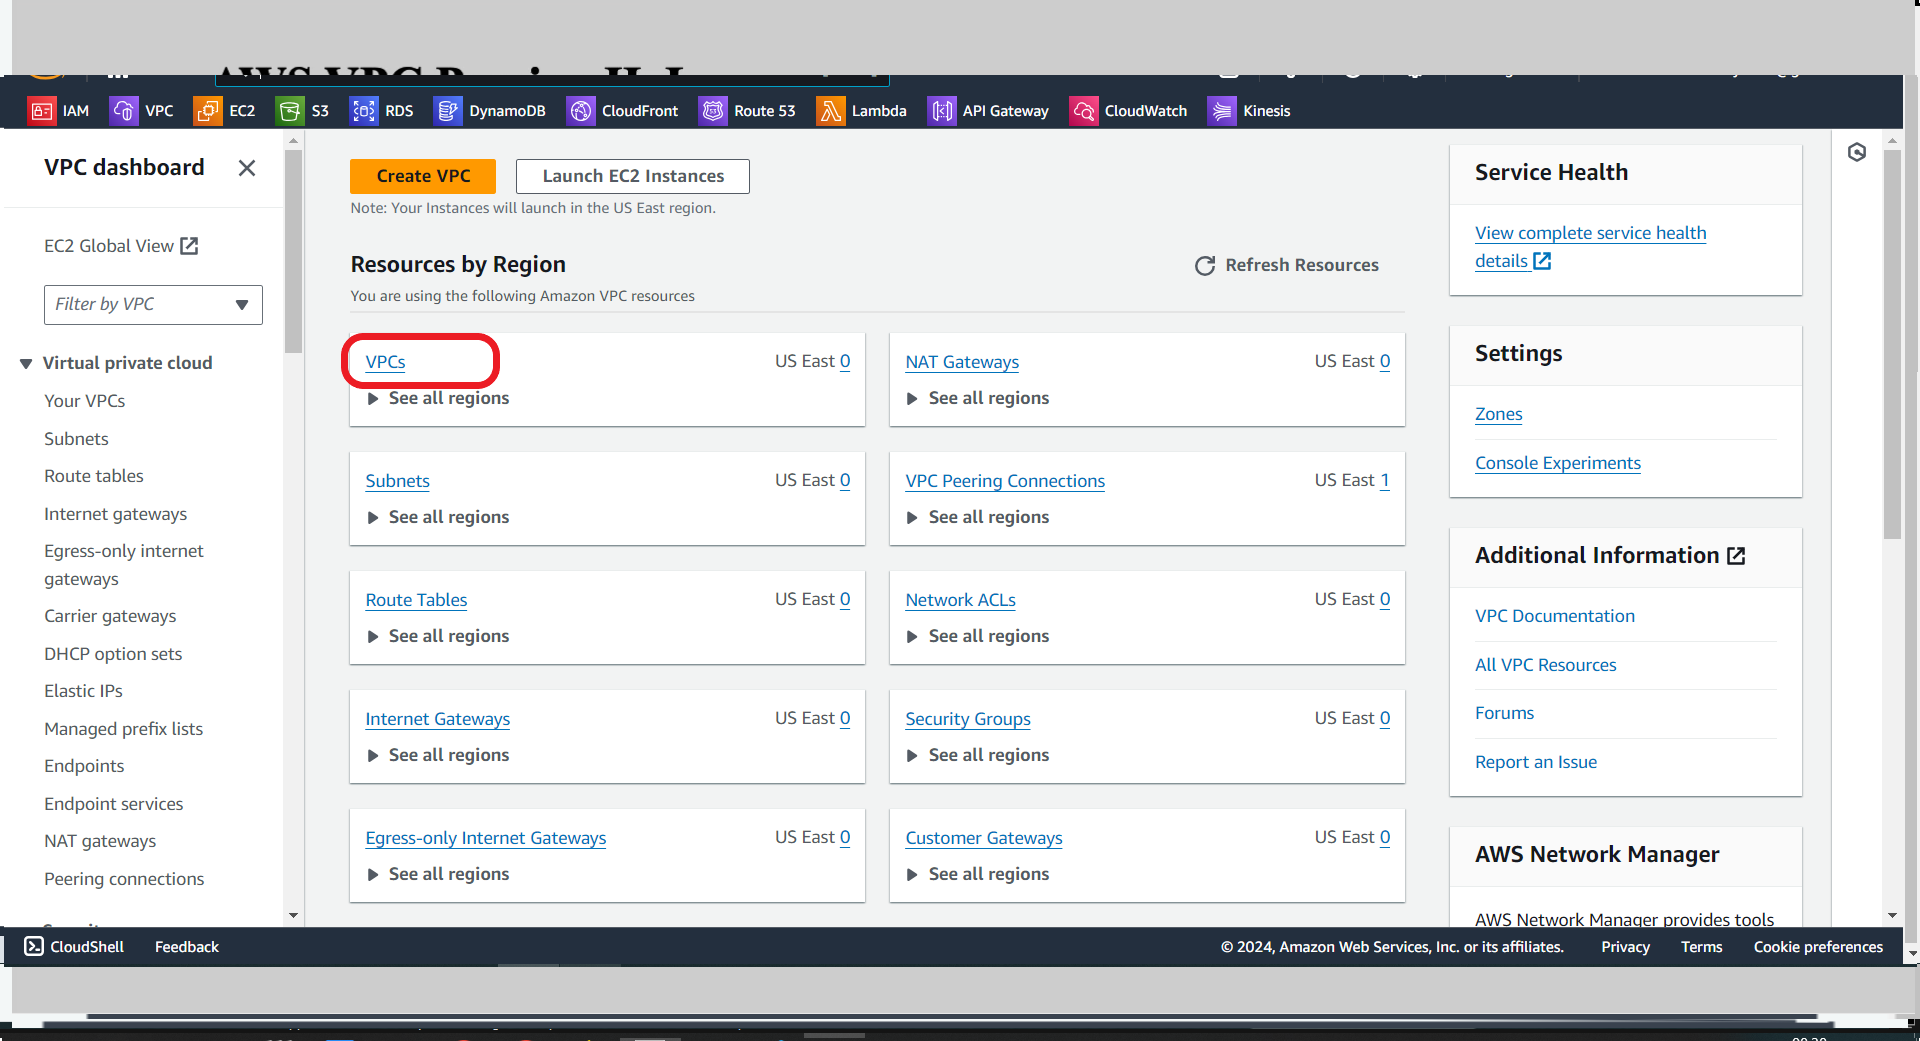 IAM VPC EC2 S3 RDS DynamoDB CloudFront Route 53 Lambda API Gateway CloudWatch Kinesis
VPC dashboard
EC2 Global View
Filter by VPC
Virtual private cloud
Your VPCs
Subnets
Route tables
Internet gateways
Egress-only internet
gateways
Carrier gateways
DHCP option sets
Elastic IPs
Managed prefix lists
Endpoints
Endpoint services
NAT gateways
Peering connections
Create VPC Launch EC2 Instances
Note: Your Instances will launch in the US East region.
Resources by Region Refresh Resources
You are using the following Amazon VPC resources
VPCs US East 0
See all regions
NAT Gateways US East 0
See all regions
Subnets US East 0
See all regions
VPC Peering Connections US East 1
See all regions
Route Tables US East 0
See all regions
Network ACLs US East 0
See all regions
Internet Gateways US East 0
See all regions
Security Groups US East 0
See all regions
Egress-only Internet Gateways US East 0
See all regions
Customer Gateways US East 0
See all regions
Service Health
View complete service health
details
Settings
Zones
Console Experiments
Additional Information
VPC Documentation
All VPC Resources
Forums
Report an Issue
AWS Network Manager
AWS Network Manager provides tools
CloudShell Feedback © 2024, Amazon Web Services, Inc. or its affiliates. Privacy Terms Cookie preferences